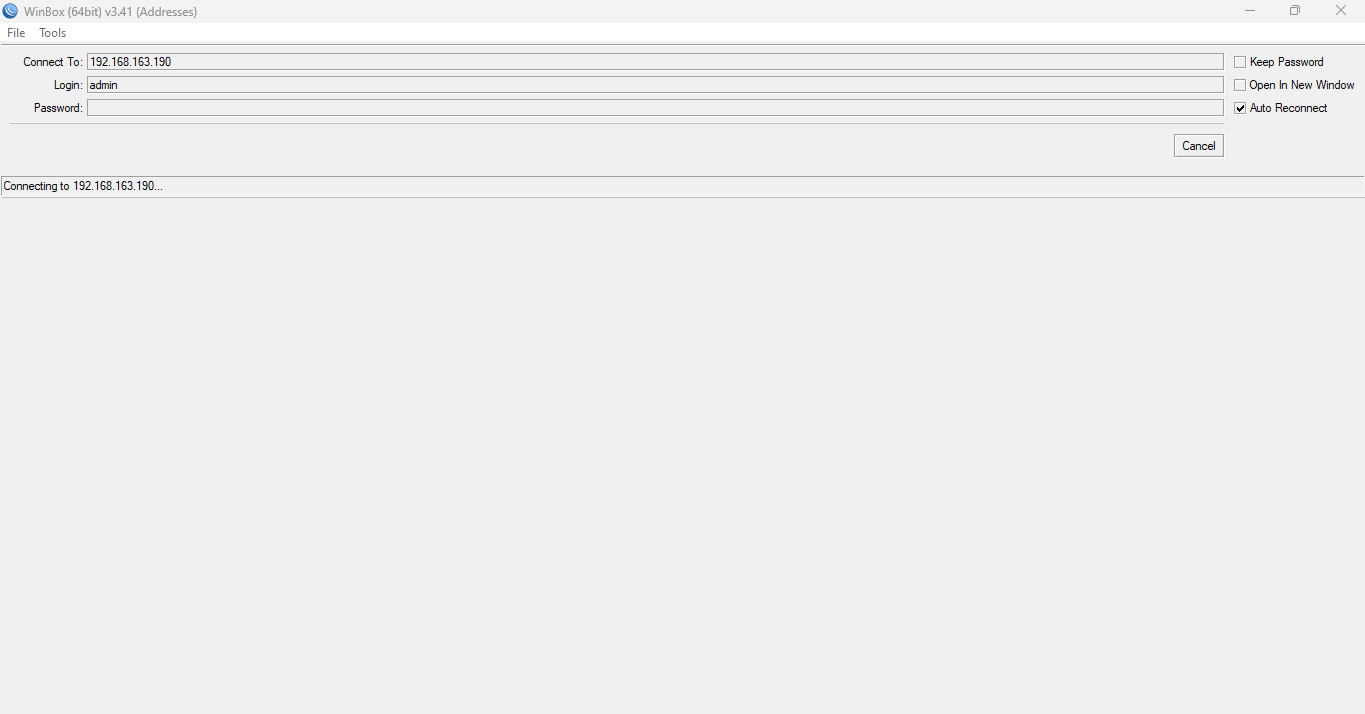 WinBox (64bit) v3.41 (Addresses)
File Tools
Connect To: 192.168.163.190 Keep Password
Login: admin Open In New Window
Password: Auto Reconnect
Cancel
Connecting to 192.168.163.190...